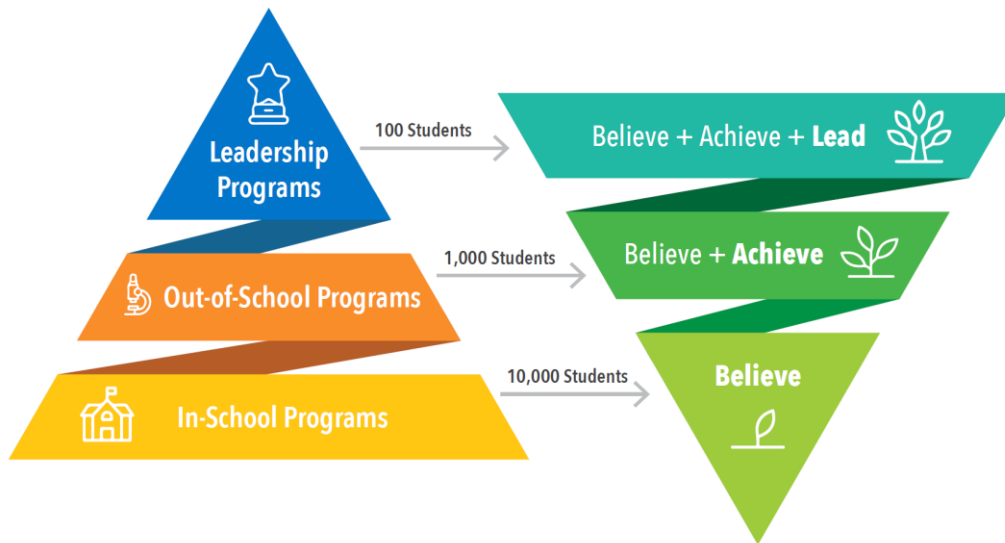 Leadership
Programs
100 Students
Believe + Achieve + Lead
Out-of-School Programs
1,000 Students
Believe + Achieve
In-School Programs
10,000 Students
Believe